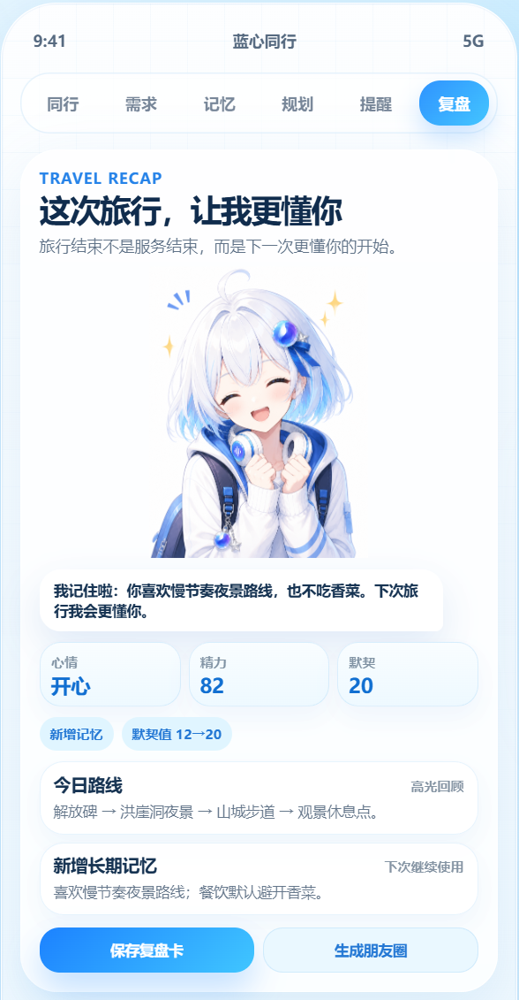 9:41 蓝心同行 5G
同行 需求 记忆 规划 提醒 复盘
TRAVEL RECAP
这次旅行，让我更懂你
旅行结束不是服务结束，而是下一次更懂你的开始。
我记住啦：你喜欢慢节奏夜景路线，也不吃香菜。下次旅
行我会更懂你。
心情 精力 默契
开心 82 20
新增记忆 默契值 12→20
今日路线 高光回顾
解放碑 → 洪崖洞夜景 → 山城步道 → 观景休息点。
新增长期记忆 下次继续使用
喜欢慢节奏夜景路线；餐饮默认避开香菜。
保存复盘卡 生成朋友圈